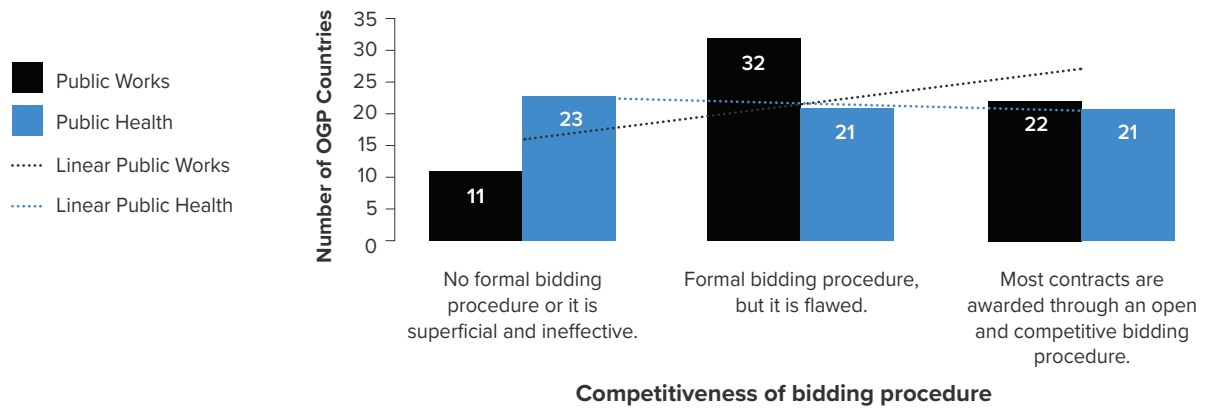 Public Works
Public Health
Linear Public Works
Linear Public Health
Number of OGP Countries
35
30
25
20
15
10
5
0
11
23
32
21
22
21
No formal bidding
procedure or it is
superficial and ineffective.
Formal bidding procedure,
but it is flawed.
Most contracts are
awarded through an open
and competitive bidding
procedure.
Competitiveness of bidding procedure